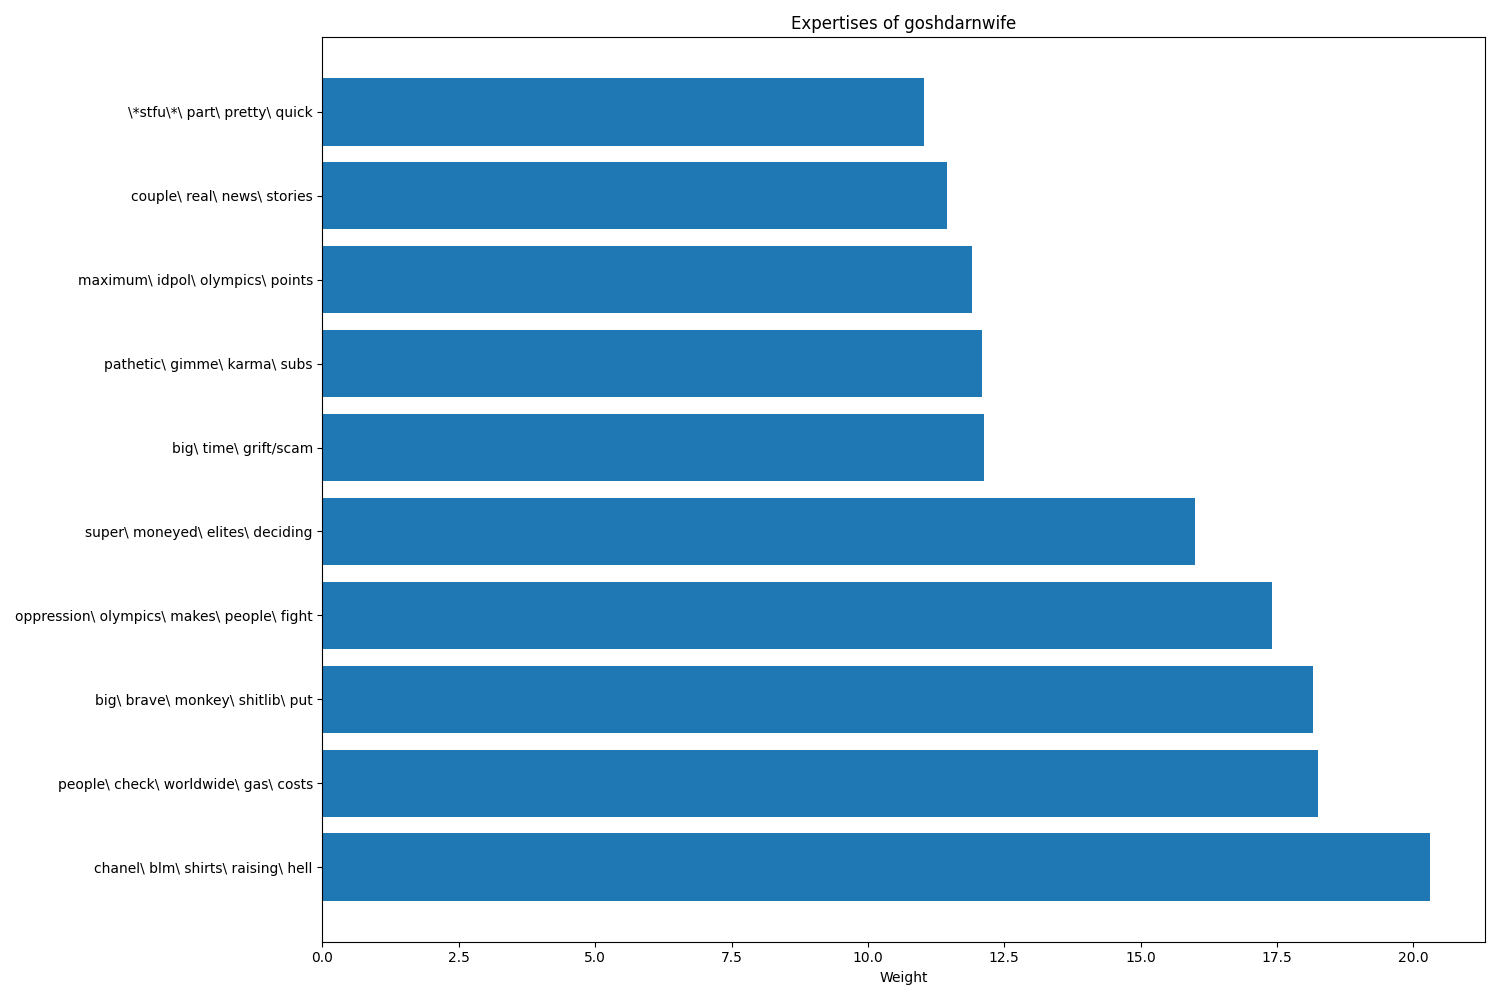 Expertises of goshdarnwife
\*stfu\*\ part\ pretty\ quick
couple\ real\ news\ stories
maximum\ idpol\ olympics\ points
pathetic\ gimme\ karma\ subs
big\ time\ grift/scam
super\ moneyed\ elites\ deciding
oppression\ olympics\ makes\ people\ fight
big\ brave\ monkey\ shitlib\ put
people\ check\ worldwide\ gas\ costs
chanel\ blm\ shirts\ raising\ hell
0.0 2.5 5.0 7.5 10.0 12.5 15.0 17.5 20.0
Weight